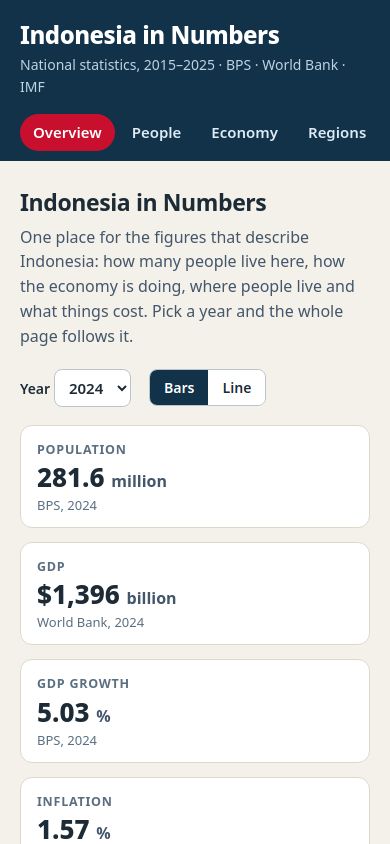 Indonesia in Numbers
National statistics, 2015–2025 · BPS · World Bank ·
IMF
Overview People Economy Regions
Indonesia in Numbers
One place for the figures that describe
Indonesia: how many people live here, how
the economy is doing, where people live and
what things cost. Pick a year and the whole
page follows it.
Year 2024 Bars Line
POPULATION
281.6 million
BPS, 2024
GDP
$1,396 billion
World Bank, 2024
GDP GROWTH
5.03 %
BPS, 2024
INFLATION
1.57 %